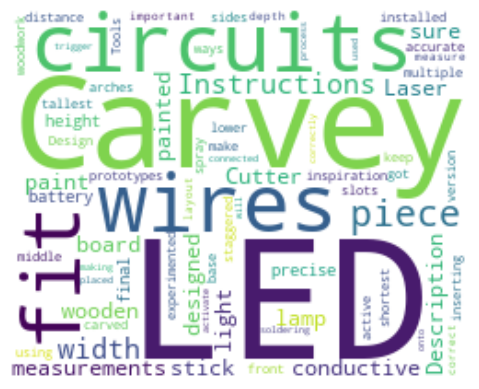 distance important sides depth installed
woodwork trigger Tools ways process used
circuits sure
accurate measure
multiple
Carvey
tallest arches
Instructions Laser
height painted
Design lower spray make connected correctly keep
paint prototypes Cutter inspiration got version
battery layout slots
wires piece
fit
staggered
LED
middle board experimented designed base precise Description
final activate light
wooden carved lamp active shortest inserting
making placed soldering onto correct
using width will front
measurements stick conductive